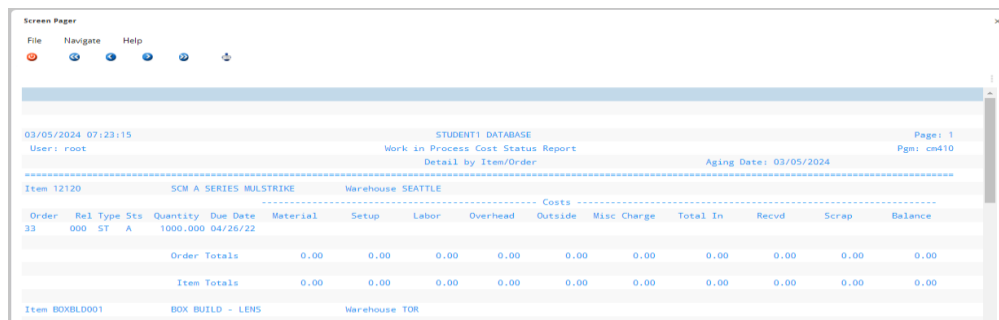 Screen Pager
File Navigate Help
03/05/2024 07:23:15 STUDENT1 DATABASE Page: 1
User: root Work in Process Cost Status Report Pgm: cm410
Detail by Item/Order Aging Date: 03/05/2024
Item 12120 SCM A SERIES MULSTRIKE Warehouse SEATTLE
Costs
Order Rel Type Sts Quantity Due Date Material Setup Labor Overhead Outside Misc Charge Total In Recvd Scrap Balance
33 000 ST A 1000.000 04/26/22
Order Totals 0.00 0.00 0.00 0.00 0.00 0.00 0.00 0.00 0.00 0.00
Item Totals 0.00 0.00 0.00 0.00 0.00 0.00 0.00 0.00 0.00 0.00
Item BOXBLD001 BOX BUILD - LENS Warehouse TOR